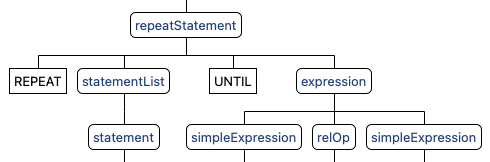 repeatStatement
REPEAT statementList UNTIL expression
statement simpleExpression relOp simpleExpression